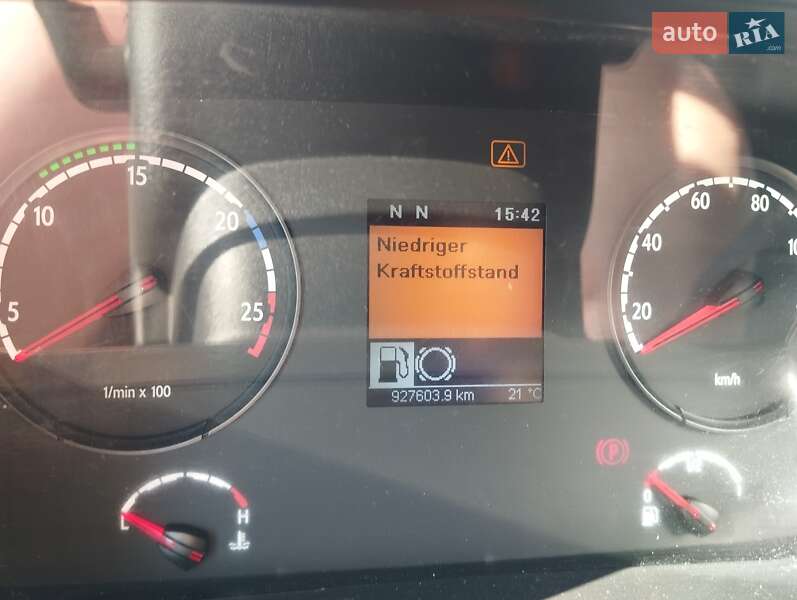 auto RIA .com
N N 15:42
Niedriger
Kraftstoffstand
927603.9 km 21 °C
5
10
15
20
25
1/min x 100
20
40
60
80
km/h
L H
P
0